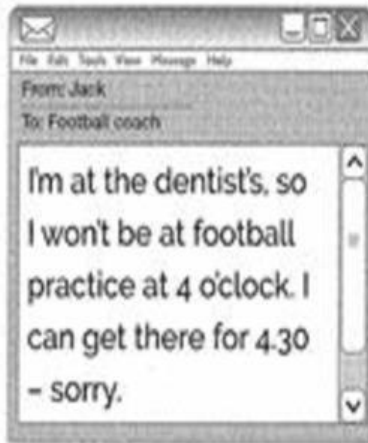 File Edit Tools View Message Help
From: Jack
To: Football coach
I'm at the dentist's, so
I won't be at football
practice at 4 o'clock. I
can get there for 4.30
– sorry.